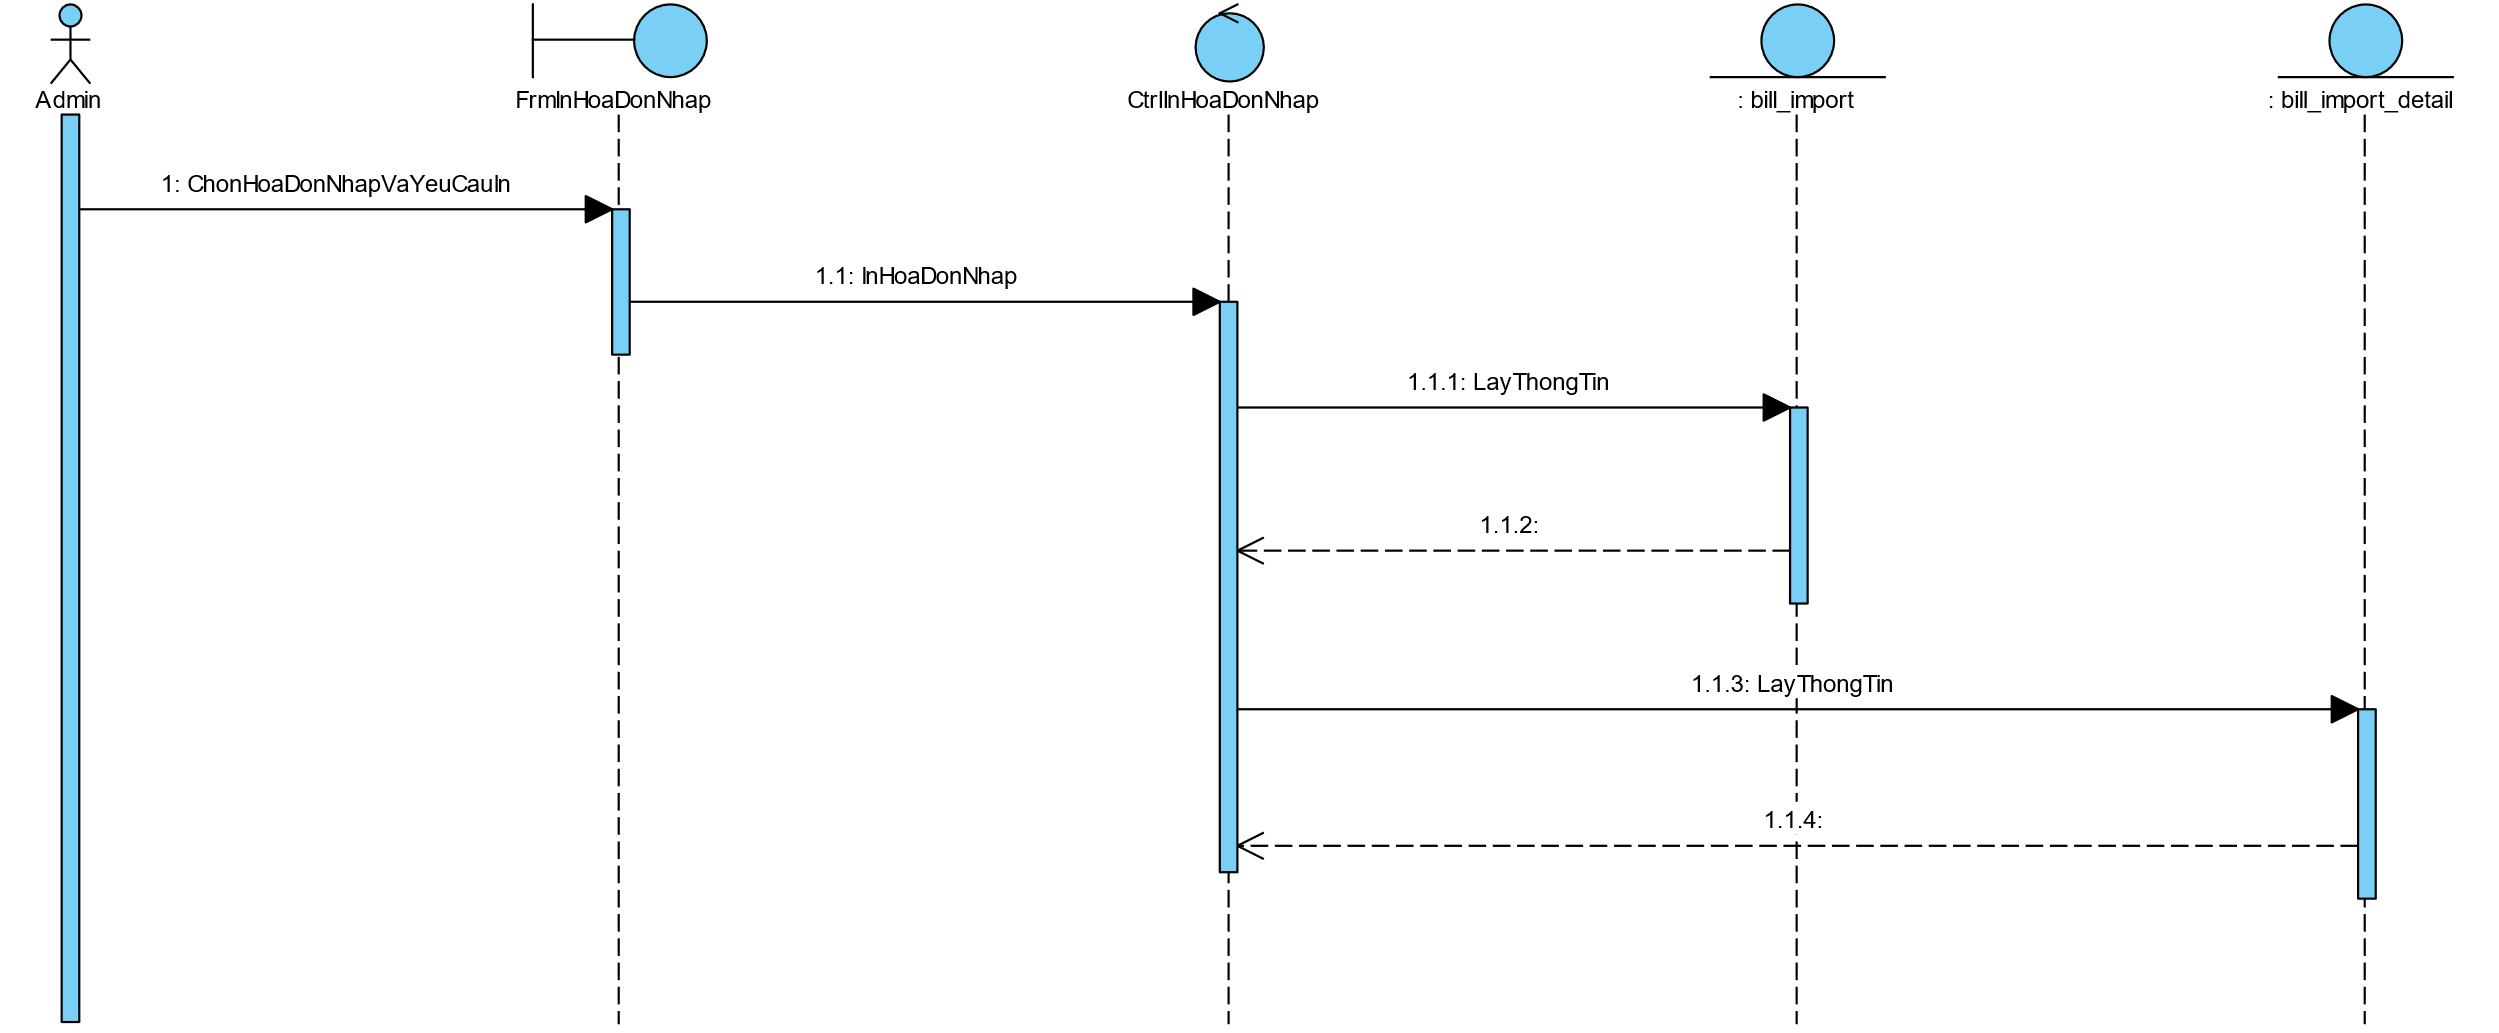 Admin
FrmInHoaDonNhap
CtrlInHoaDonNhap
: bill_import
: bill_import_detail
1: ChonHoaDonNhapVaYeuCauIn
1.1: InHoaDonNhap
1.1.1: LayThongTin
1.1.2:
1.1.3: LayThongTin
1.1.4: